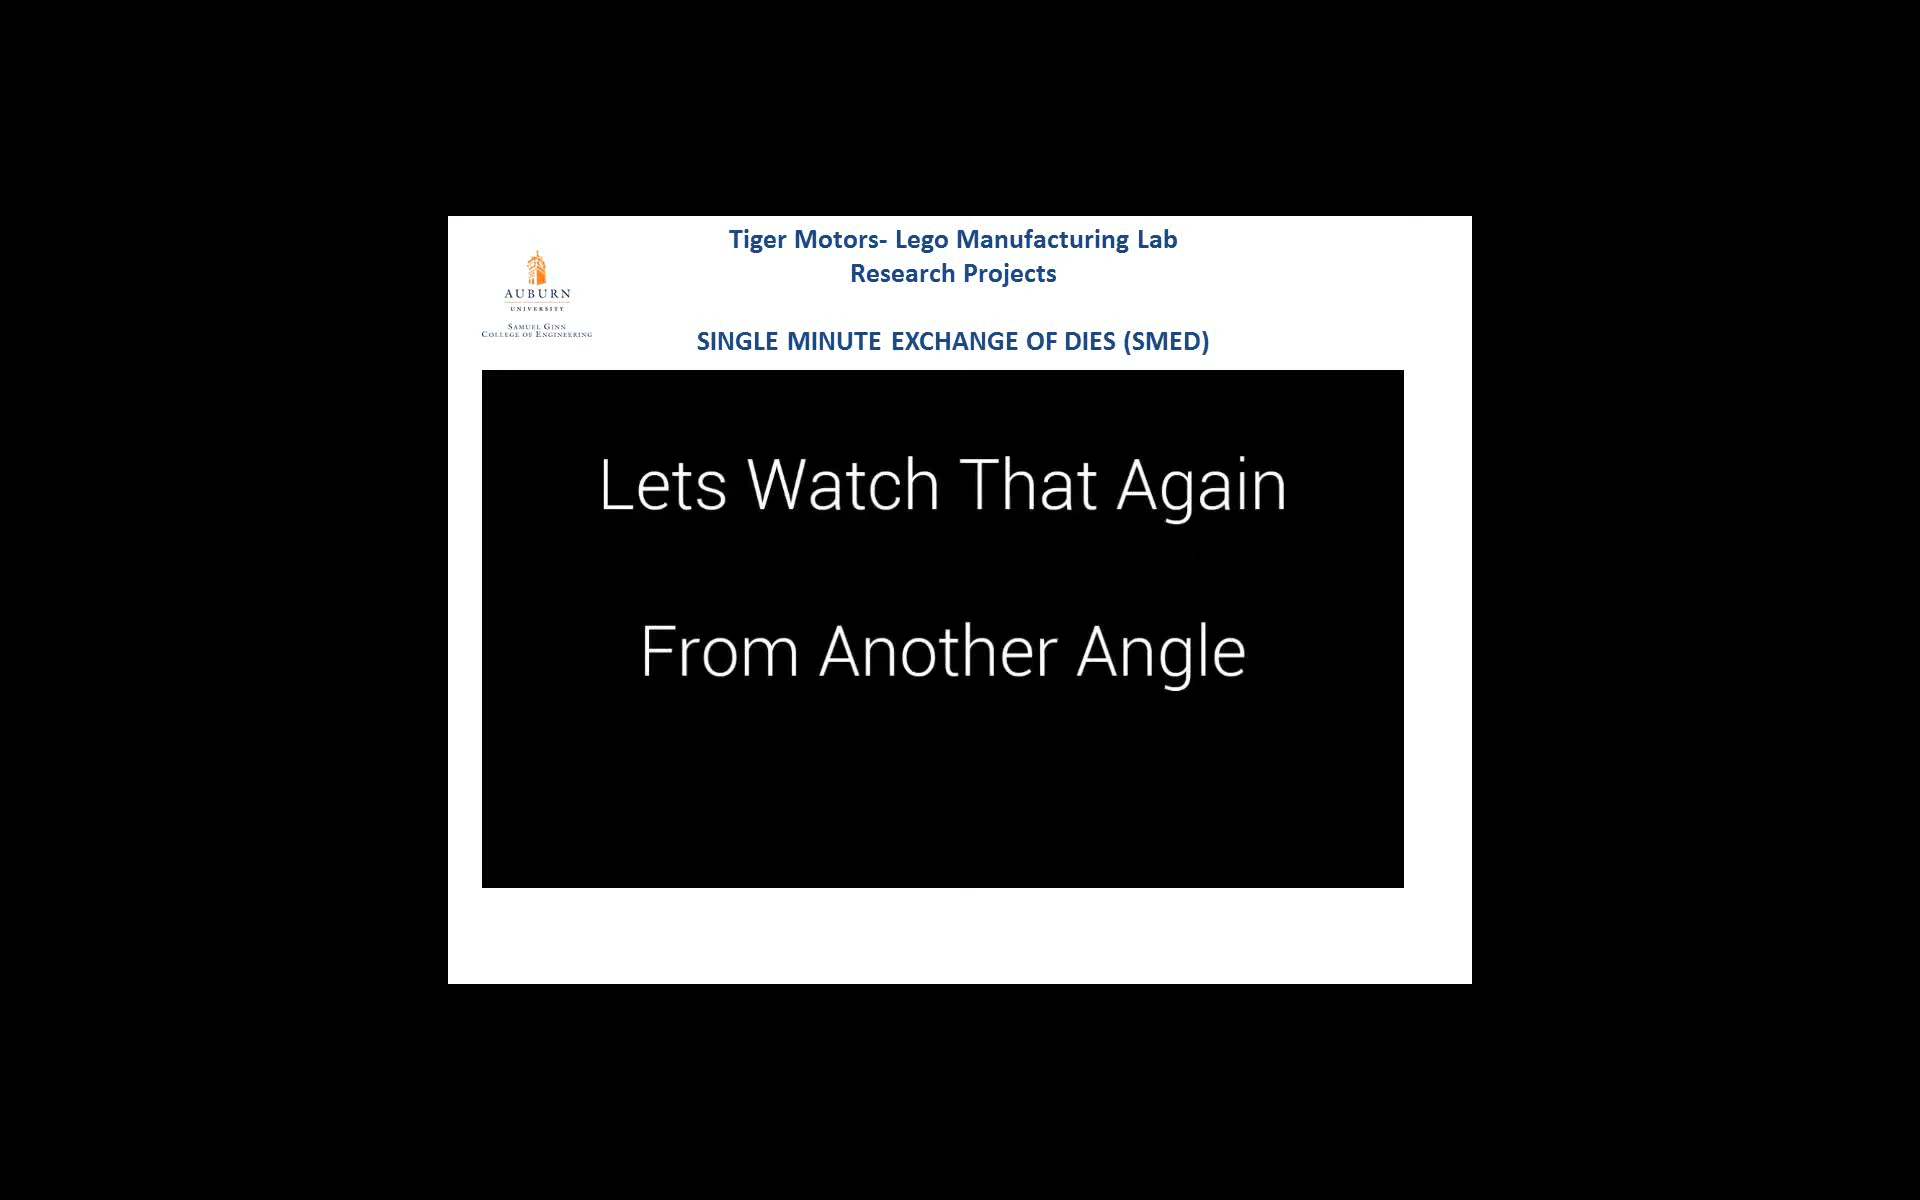 Tiger Motors- Lego Manufacturing Lab
Research Projects
AUBURN
UNIVERSITY
SAMUEL GINN
COLLEGE OF ENGINEERING
SINGLE MINUTE EXCHANGE OF DIES (SMED)
Lets Watch That Again
From Another Angle